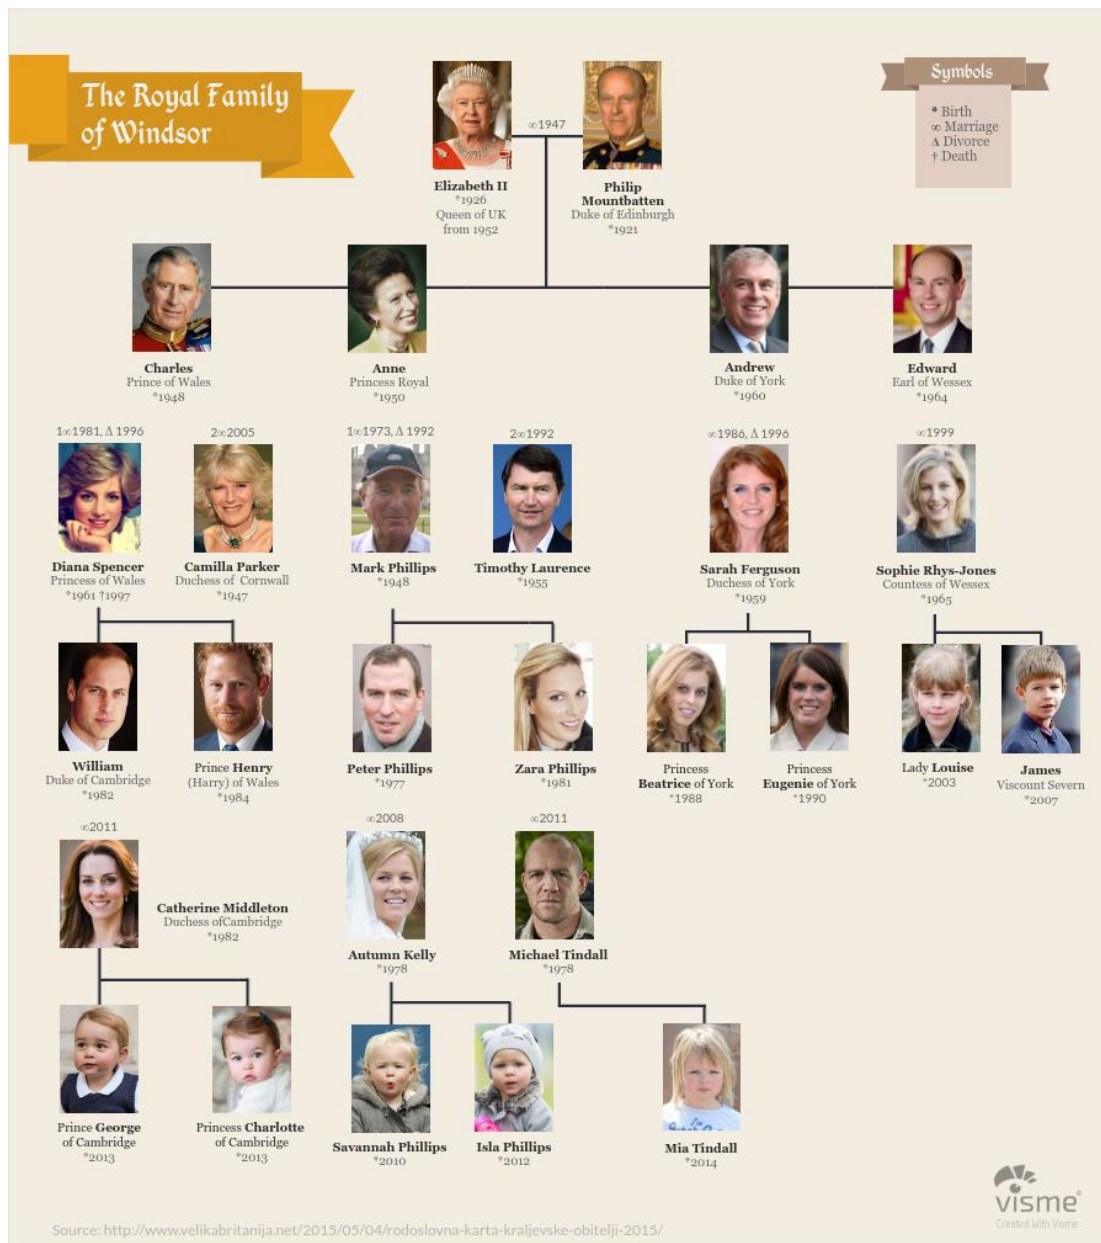 The Royal Family
of Windsor
Symbols
* Birth
∞ Marriage
Δ Divorce
† Death
∞1947
Elizabeth II
*1926
Queen of UK
from 1952
Philip
Mountbatten
Duke of Edinburgh
*1921
Charles
Prince of Wales
*1948
Anne
Princess Royal
*1950
Andrew
Duke of York
*1960
Edward
Earl of Wessex
*1964
1∞1981, Δ 1996
2∞2005
1∞1973, Δ 1992
2∞1992
∞1986, Δ 1996
∞1999
Diana Spencer
Princess of Wales
*1961 †1997
Camilla Parker
Duchess of Cornwall
*1947
Mark Phillips
*1948
Timothy Laurence
*1955
Sarah Ferguson
Duchess of York
*1959
Sophie Rhys-Jones
Countess of Wessex
*1965
William
Duke of Cambridge
*1982
Prince Henry
(Harry) of Wales
*1984
Peter Phillips
*1977
Zara Phillips
*1981
Princess
Beatrice of York
*1988
Princess
Eugenie of York
*1990
Lady Louise
*2003
James
Viscount Severn
*2007
∞2011
∞2008
∞2011
Catherine Middleton
Duchess ofCambridge
*1982
Autumn Kelly
*1978
Michael Tindall
*1978
Prince George
of Cambridge
*2013
Princess Charlotte
of Cambridge
*2013
Savannah Phillips
*2010
Isla Phillips
*2012
Mia Tindall
*2014
visme
Created With Visme
Source: http://www.velikabritanija.net/2015/05/04/rodoslovna-karta-kraljevske-obitelji-2015/